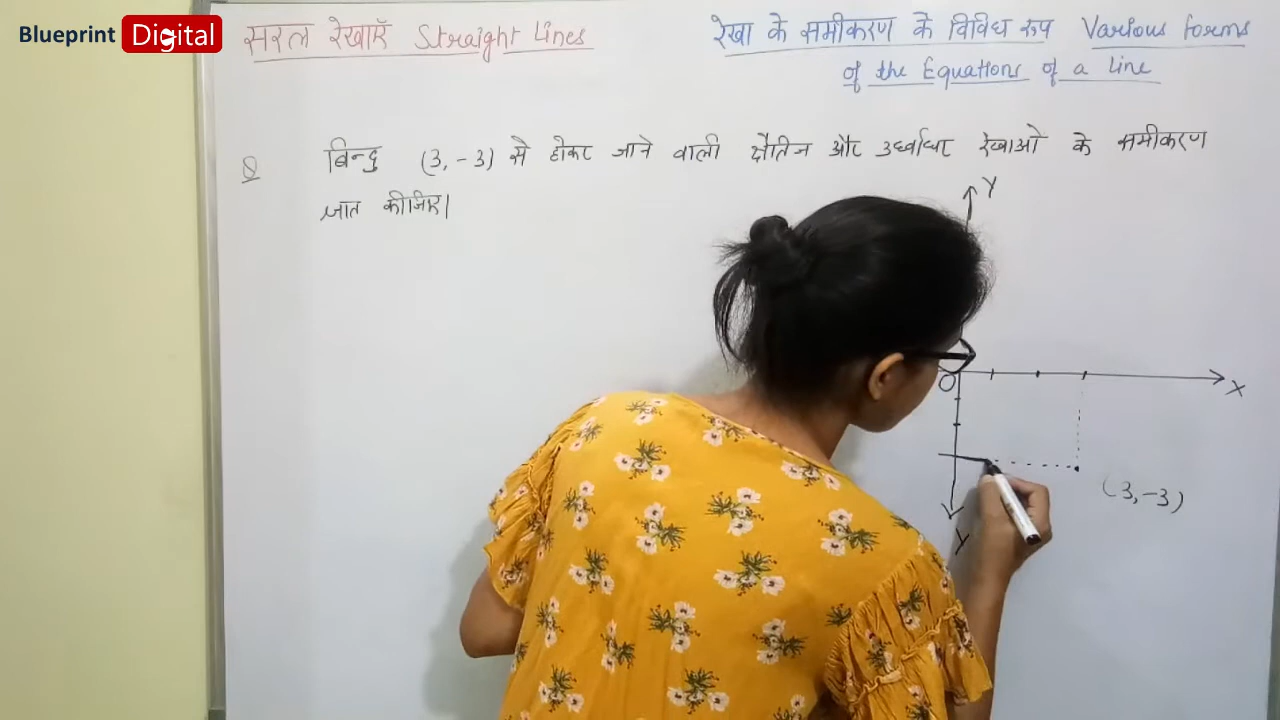 Blueprint Digital
सरल रेखाएँ Straight Lines
रेखा के समीकरण के विविध रूप Various forms
of the Equations of a Line
Q बिन्दु (3, -3) से होकर जाने वाली क्षैतिज और उर्ध्वाधर रेखाओं के समीकरण
ज्ञात कीजिए।
Y
O
X
(3, -3)
Y